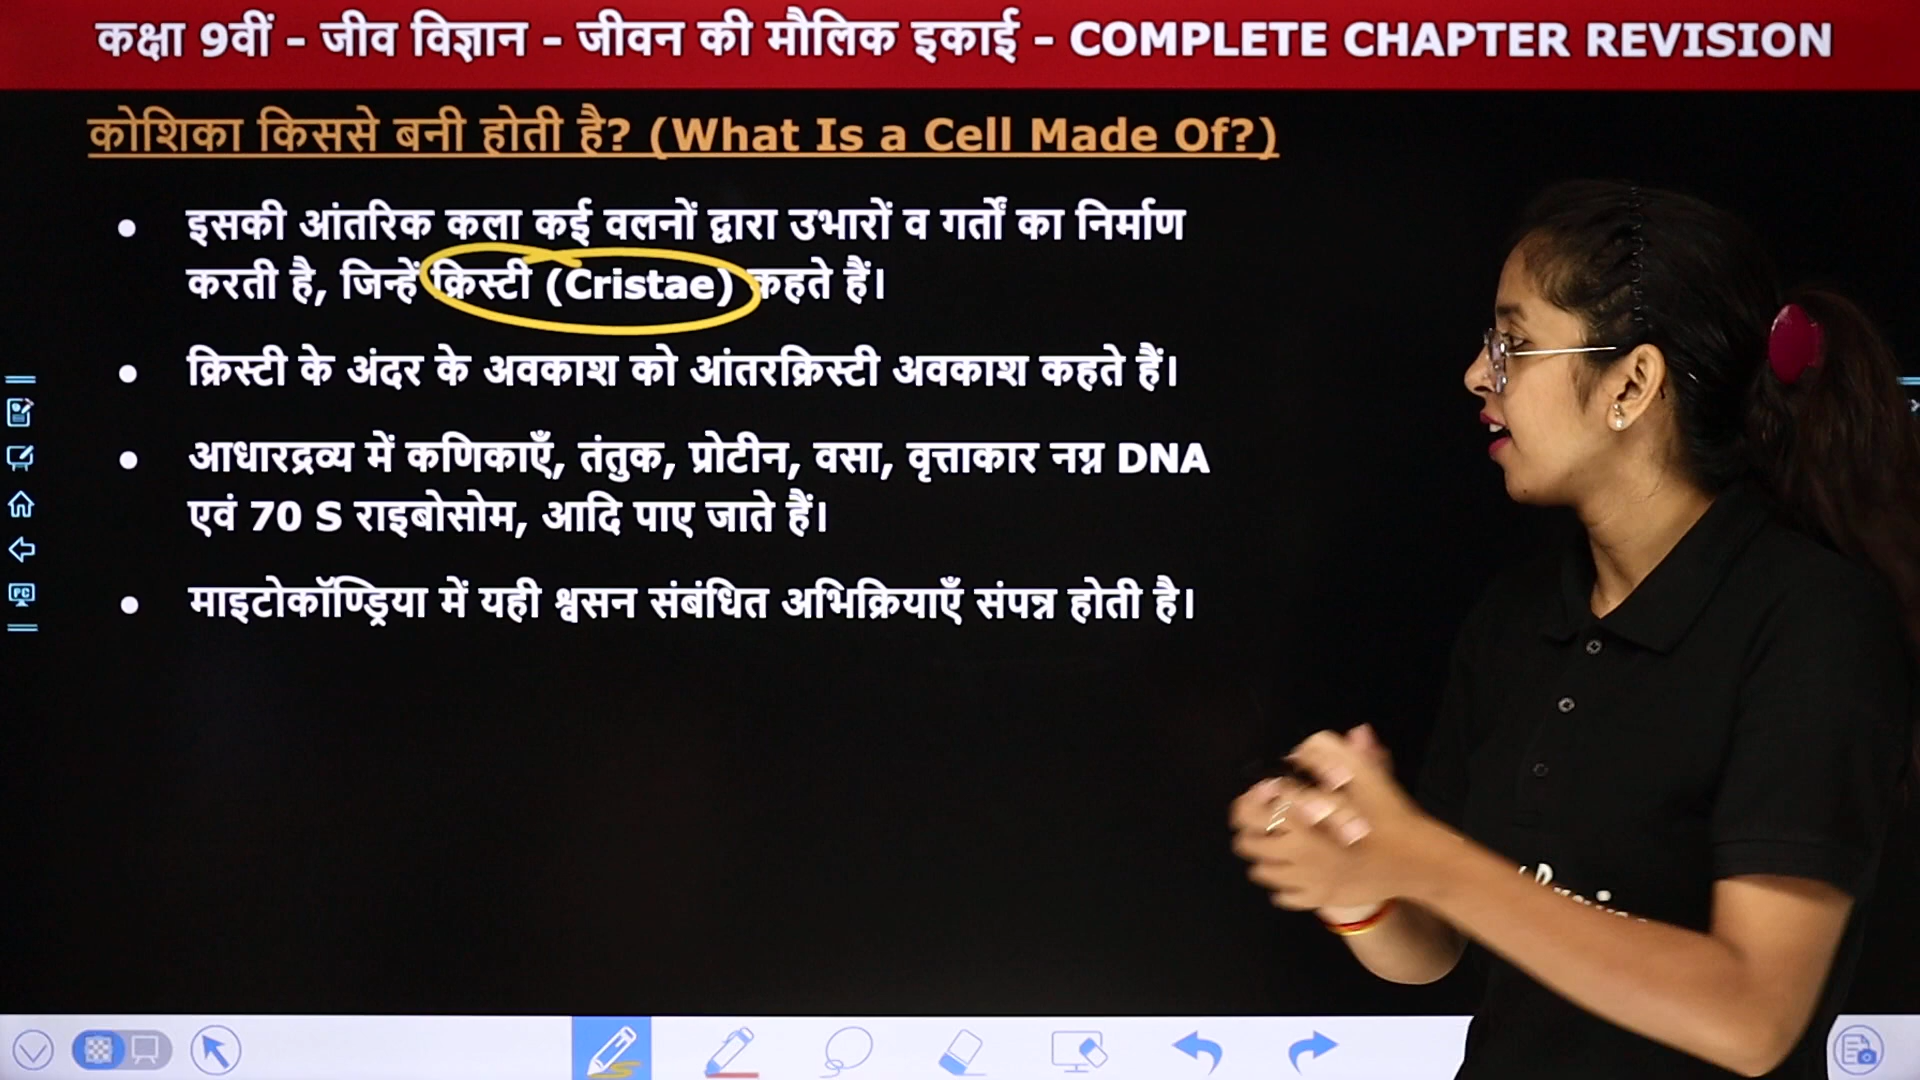 कक्षा 9वीं - जीव विज्ञान - जीवन की मौलिक इकाई - COMPLETE CHAPTER REVISION
कोशिका किससे बनी होती है? (What Is a Cell Made Of?)
• इसकी आंतरिक कला कई वलनों द्वारा उभारों व गर्तों का निर्माण
करती है, जिन्हें क्रिस्टी (Cristae) कहते हैं।
• क्रिस्टी के अंदर के अवकाश को आंतरक्रिस्टी अवकाश कहते हैं।
• आधारद्रव्य में कणिकाएँ, तंतुक, प्रोटीन, वसा, वृत्ताकार नग्न DNA
एवं 70 S राइबोसोम, आदि पाए जाते हैं।
• माइटोकॉण्ड्रिया में यही श्वसन संबंधित अभिक्रियाएँ संपन्न होती है।
PC